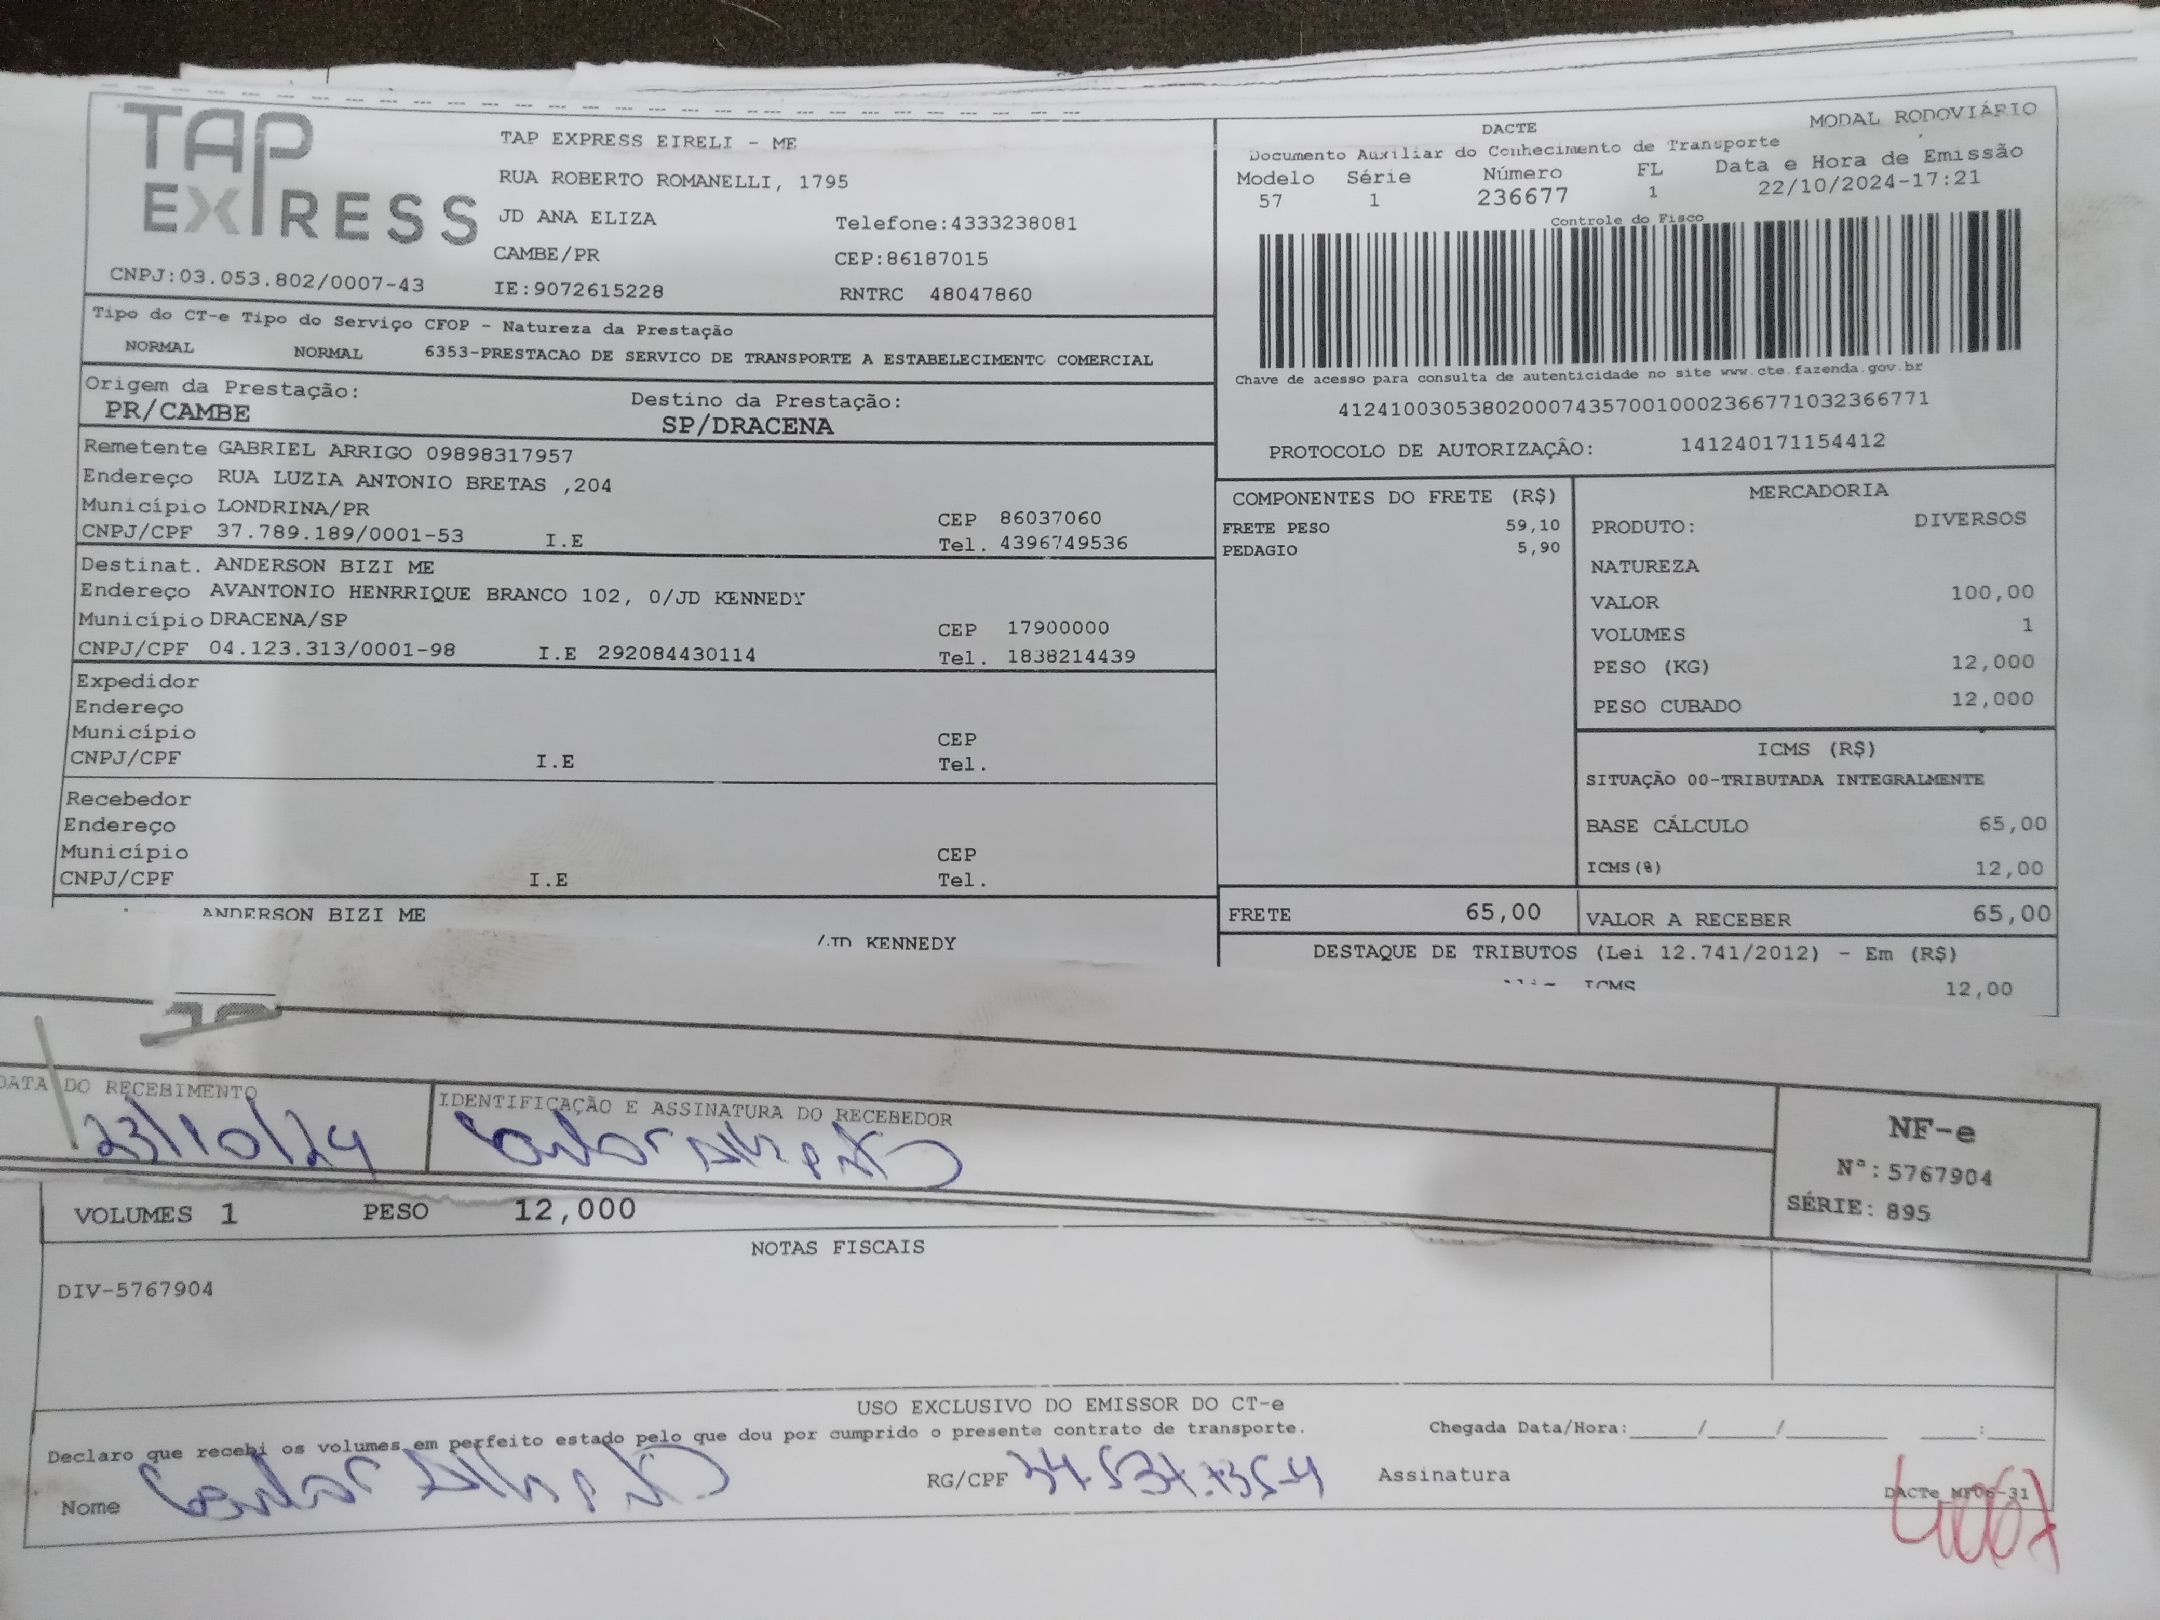 TAP EXPRESS
TAP EXPRESS EIRELI - ME
RUA ROBERTO ROMANELLI, 1795
JD ANA ELIZA Telefone:4333238081
CAMBE/PR CEP:86187015
CNPJ:03.053.802/0007-43 IE:9072615228 RNTRC 48047860
MODAL RODOVIÁRIO
DACTE
Documento Auxiliar do Conhecimento de Transporte
Modelo Série Número FL Data e Hora de Emissão
57 1 236677 1 22/10/2024-17:21
Controle do Fisco
Chave de acesso para consulta de autenticidade no site www.cte.fazenda.gov.br
41241003053802000743570010002366771032366771
PROTOCOLO DE AUTORIZAÇÃO: 141240171154412
Tipo do CT-e Tipo do Serviço CFOP - Natureza da Prestação
NORMAL NORMAL 6353-PRESTACAO DE SERVICO DE TRANSPORTE A ESTABELECIMENTO COMERCIAL
Origem da Prestação: Destino da Prestação:
PR/CAMBE SP/DRACENA
Remetente GABRIEL ARRIGO 09898317957
Endereço RUA LUZIA ANTONIO BRETAS ,204
Município LONDRINA/PR CEP 86037060
CNPJ/CPF 37.789.189/0001-53 I.E Tel. 4396749536
Destinat. ANDERSON BIZI ME
Endereço AVANTONIO HENRRIQUE BRANCO 102, 0/JD KENNEDY
Município DRACENA/SP CEP 17900000
CNPJ/CPF 04.123.313/0001-98 I.E 292084430114 Tel. 1838214439
Expedidor
Endereço
Município CEP
CNPJ/CPF I.E Tel.
Recebedor
Endereço
Município CEP
CNPJ/CPF I.E Tel.
ANDERSON BIZI ME
/JD KENNEDY
COMPONENTES DO FRETE (R$)
FRETE PESO 59,10
PEDAGIO 5,90
MERCADORIA
PRODUTO: DIVERSOS
NATUREZA
VALOR 100,00
VOLUMES 1
PESO (KG) 12,000
PESO CUBADO 12,000
ICMS (R$)
SITUAÇÃO 00-TRIBUTADA INTEGRALMENTE
BASE CÁLCULO 65,00
ICMS(%) 12,00
FRETE 65,00 VALOR A RECEBER 65,00
DESTAQUE DE TRIBUTOS (Lei 12.741/2012) - Em (R$)
ICMS 12,00
DATA DO RECEBIMENTO IDENTIFICAÇÃO E ASSINATURA DO RECEBEDOR
23/10/24
NF-e
Nº:5767904
SÉRIE: 895
VOLUMES 1 PESO 12,000
NOTAS FISCAIS
DIV-5767904
USO EXCLUSIVO DO EMISSOR DO CT-e
Declaro que recebi os volumes em perfeito estado pelo que dou por cumprido o presente contrato de transporte. Chegada Data/Hora:____/____/______ ____:____
Nome RG/CPF Assinatura